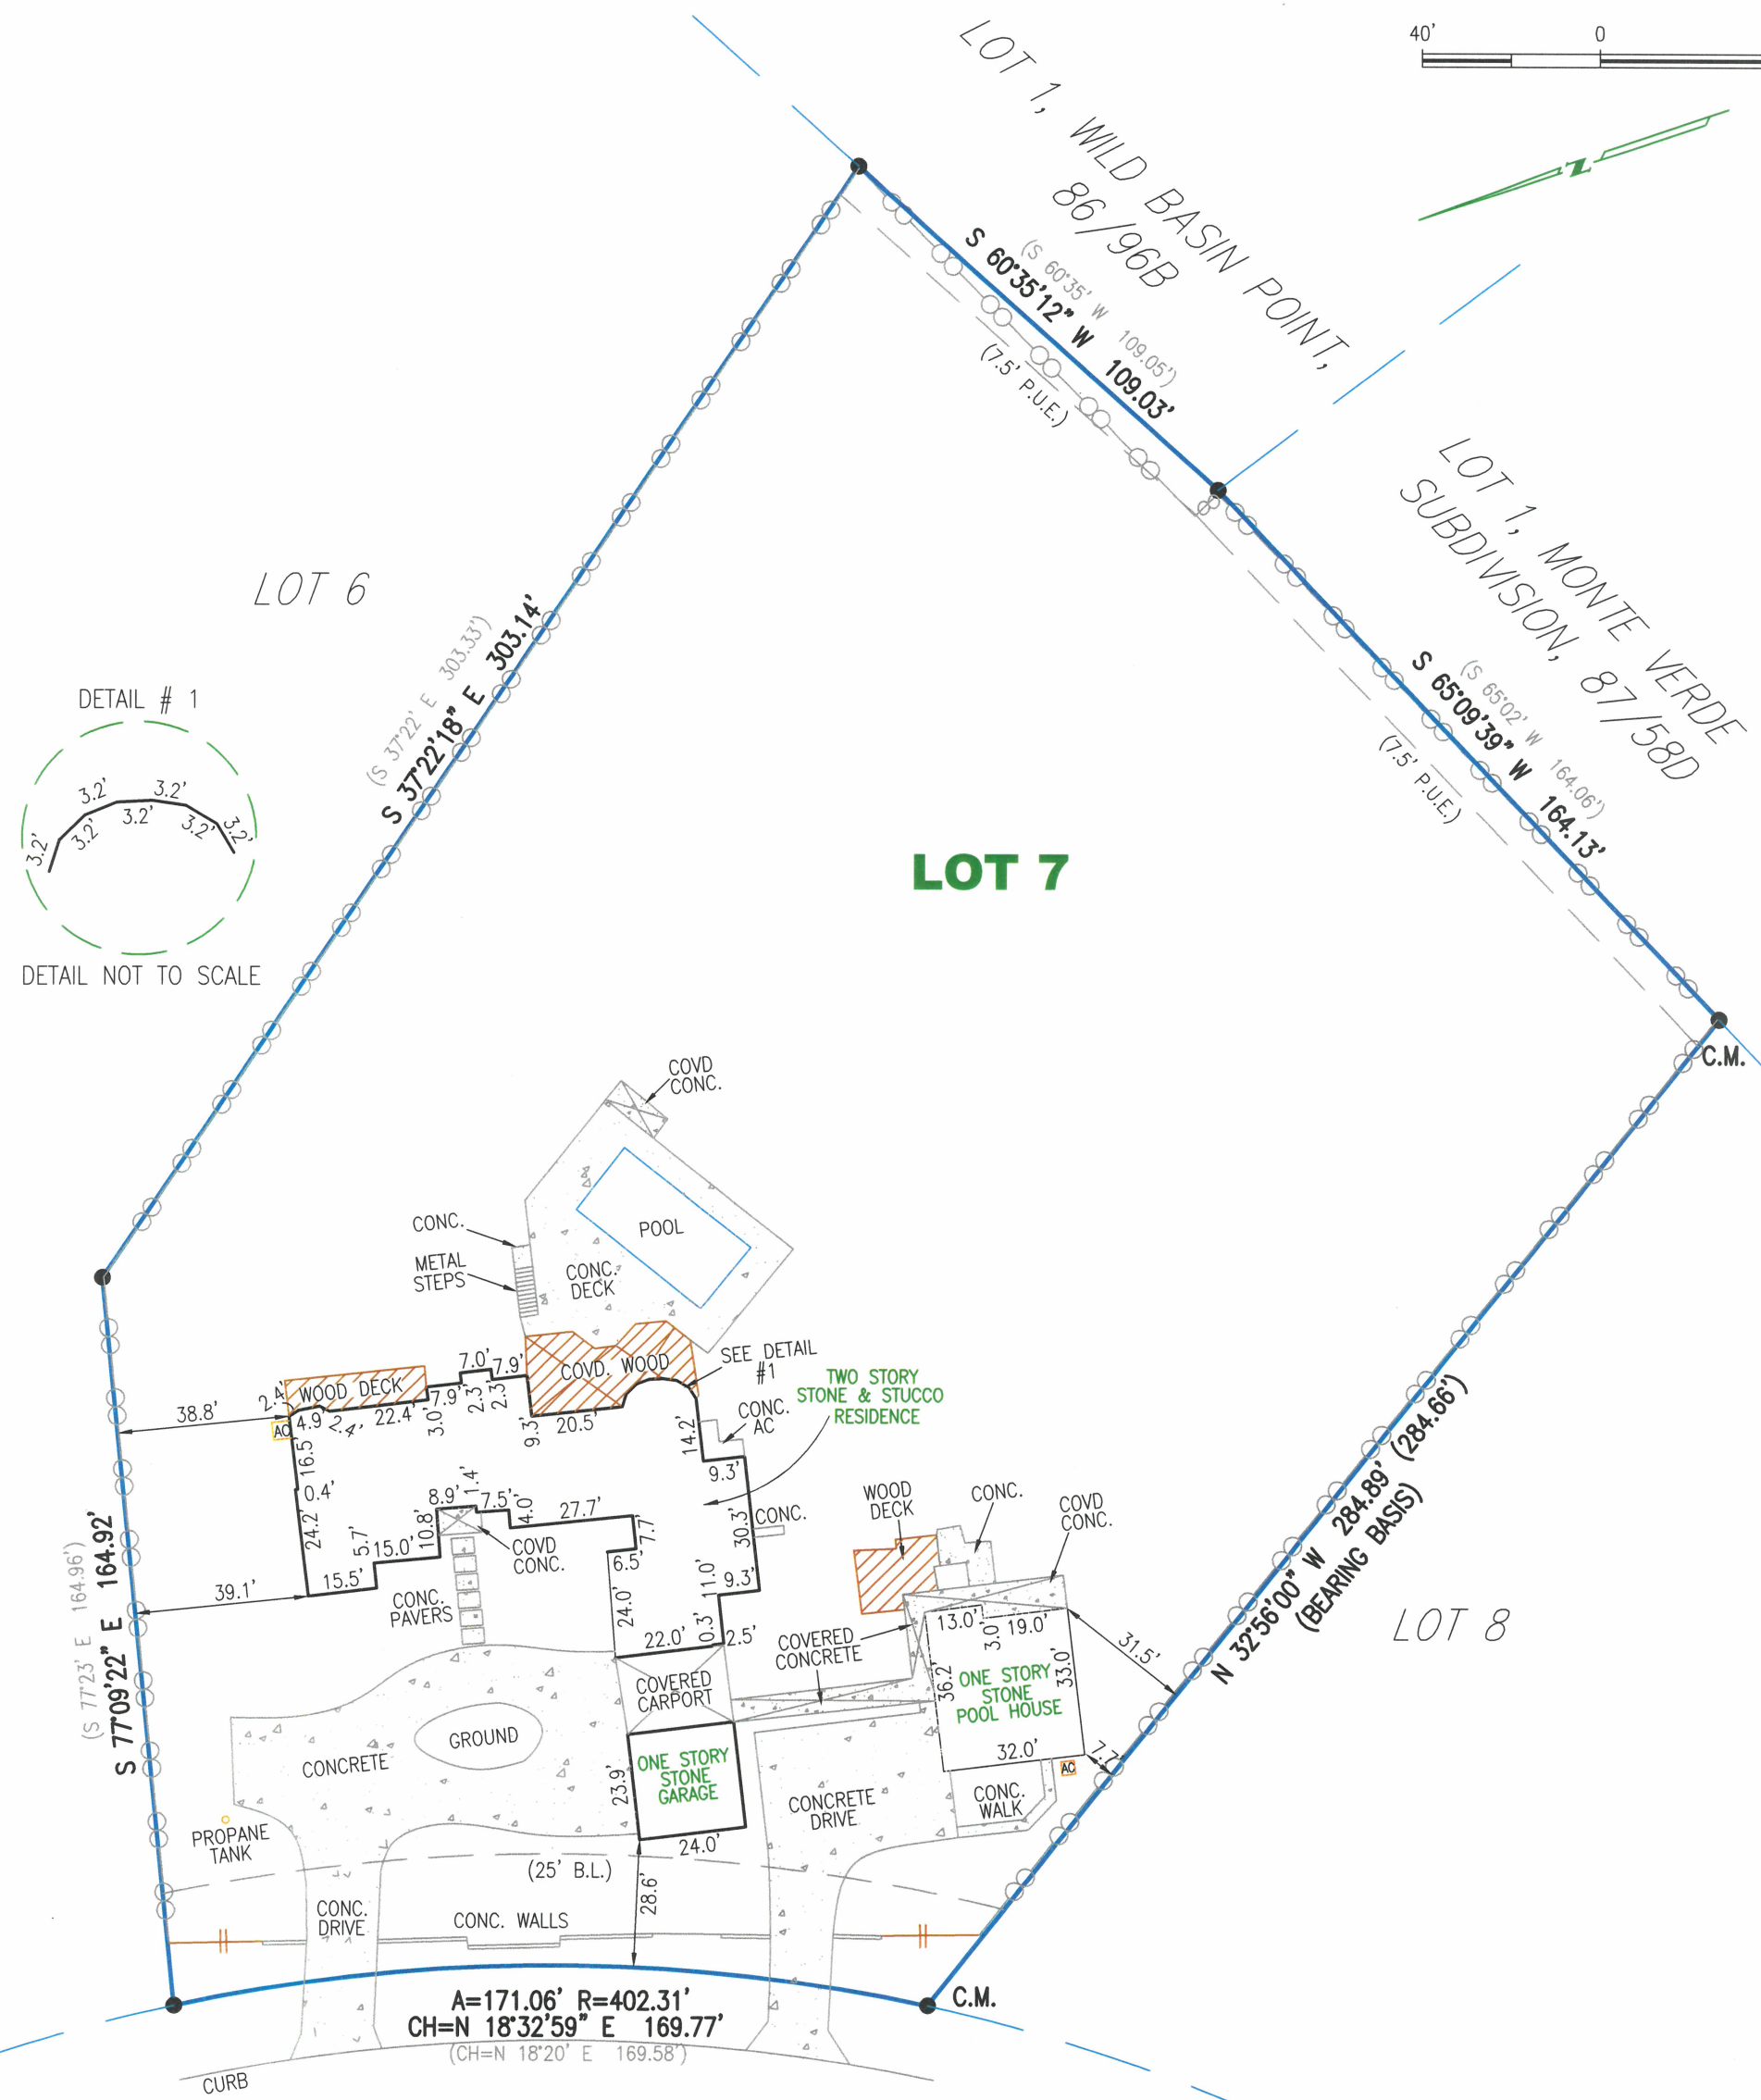 40'
0
LOT 1, WILD BASIN POINT,
86/96B
N
(S 60°35' W 109.05')
S 60°35'12" W 109.03'
(7.5' P.U.E.)
LOT 1, MONTE VERDE
SUBDIVISION, 87/58D
(S 65°02' W 164.06')
S 65°09'39" W 164.13'
(7.5' P.U.E.)
LOT 6
(S 37°22' E 303.33')
S 37°22'18" E 303.14'
DETAIL # 1
3.2'
3.2'
3.2'
3.2'
3.2'
3.2'
3.2'
DETAIL NOT TO SCALE
LOT 7
C.M.
COVD
CONC.
POOL
CONC.
METAL
STEPS
CONC.
DECK
COVD. WOOD
SEE DETAIL
#1
TWO STORY
STONE & STUCCO
RESIDENCE
CONC.
AC
WOOD DECK
AC
38.8'
2.4'
4.9'
2.4'
22.4'
3.0'
7.9'
7.0'
2.3'
2.3'
7.9'
9.3'
20.5'
14.2'
9.3'
16.5'
0.4'
24.2'
39.1'
15.5'
5.7'
15.0'
10.8'
8.9'
1.4'
7.5'
4.0'
27.7'
7.7'
6.5'
24.0'
30.3'
CONC.
11.0'
9.3'
0.3'
2.5'
22.0'
COVD
CONC.
CONC.
PAVERS
(S 77°23' E 164.96')
S 77°09'22" E 164.92'
WOOD
DECK
CONC.
COVD
CONC.
COVERED
CONCRETE
13.0'
3.0'
19.0'
36.2'
33.0'
ONE STORY
STONE
POOL HOUSE
32.0'
31.5'
7.7'
AC
N 32°56'00" W 284.89' (284.66')
(BEARING BASIS)
LOT 8
COVERED
CARPORT
GROUND
CONCRETE
23.9'
ONE STORY
STONE
GARAGE
24.0'
CONCRETE
DRIVE
CONC.
WALK
PROPANE
TANK
(25' B.L.)
28.6'
CONC.
DRIVE
CONC. WALLS
A=171.06' R=402.31'
CH=N 18°32'59" E 169.77'
(CH=N 18°20' E 169.58')
C.M.
CURB